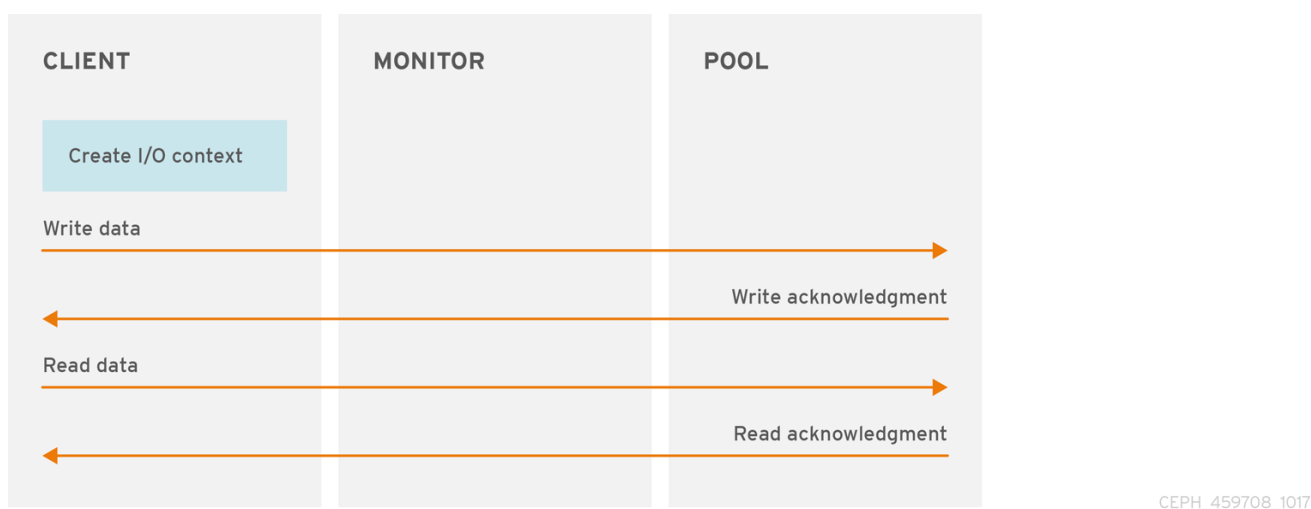 CLIENT
MONITOR
POOL
Create I/O context
Write data
Write acknowledgment
Read data
Read acknowledgment
CEPH 459708 1017